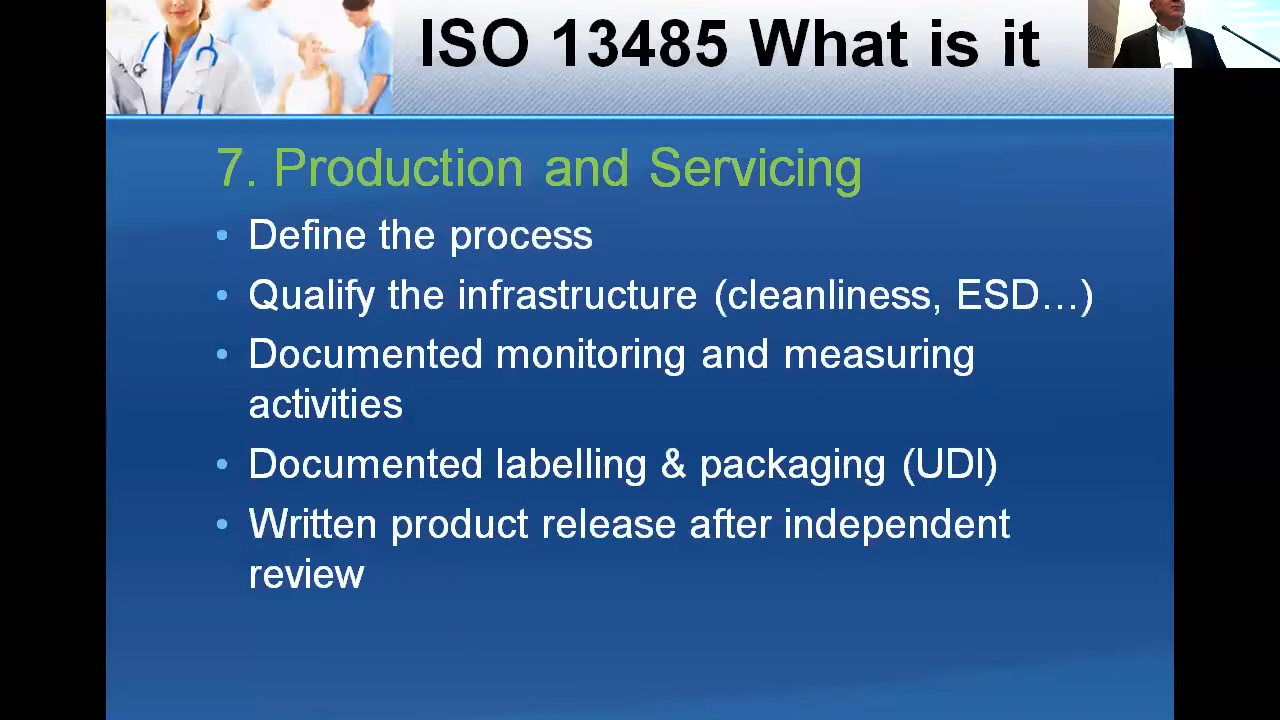 ISO 13485 What is it
7. Production and Servicing
• Define the process
• Qualify the infrastructure (cleanliness, ESD…)
• Documented monitoring and measuring
activities
• Documented labelling & packaging (UDI)
• Written product release after independent
review